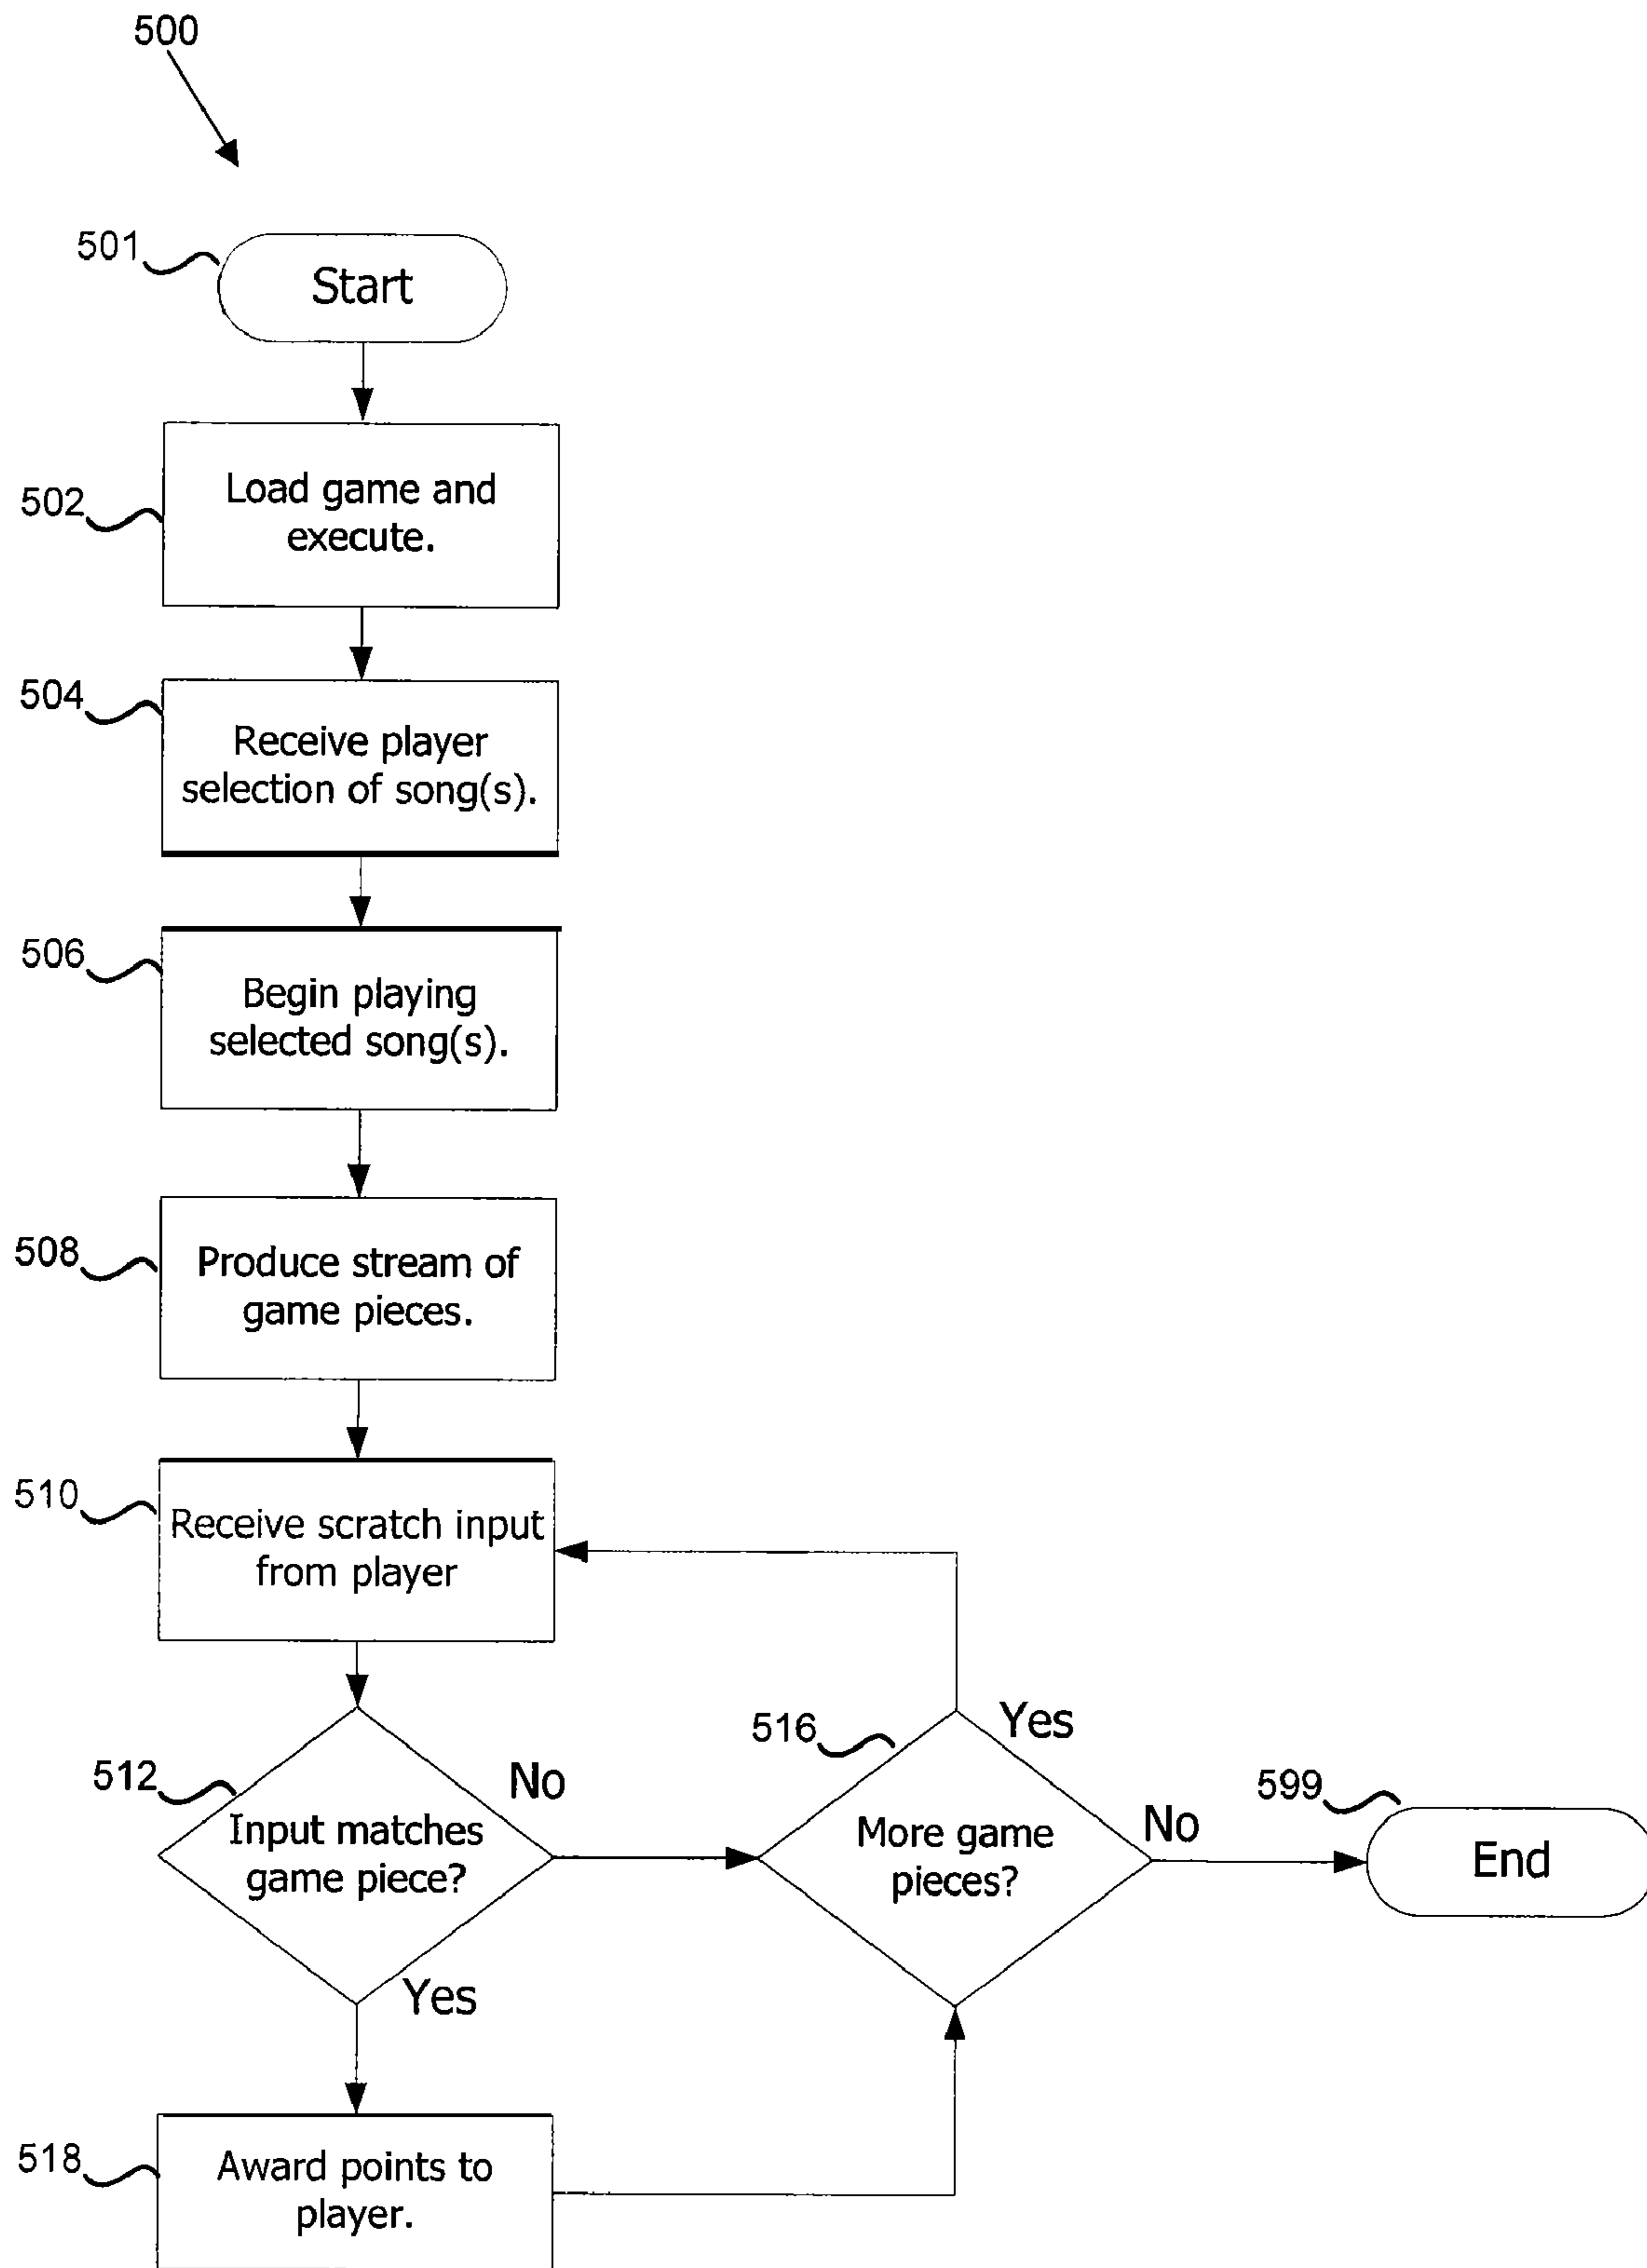 500
501
Start
502
Load game and
execute.
504
Receive player
selection of song(s).
506
Begin playing
selected song(s).
508
Produce stream of
game pieces.
510
Receive scratch input
from player
512
Input matches
game piece?
No
Yes
516
More game
pieces?
Yes
No
599
End
518
Award points to
player.